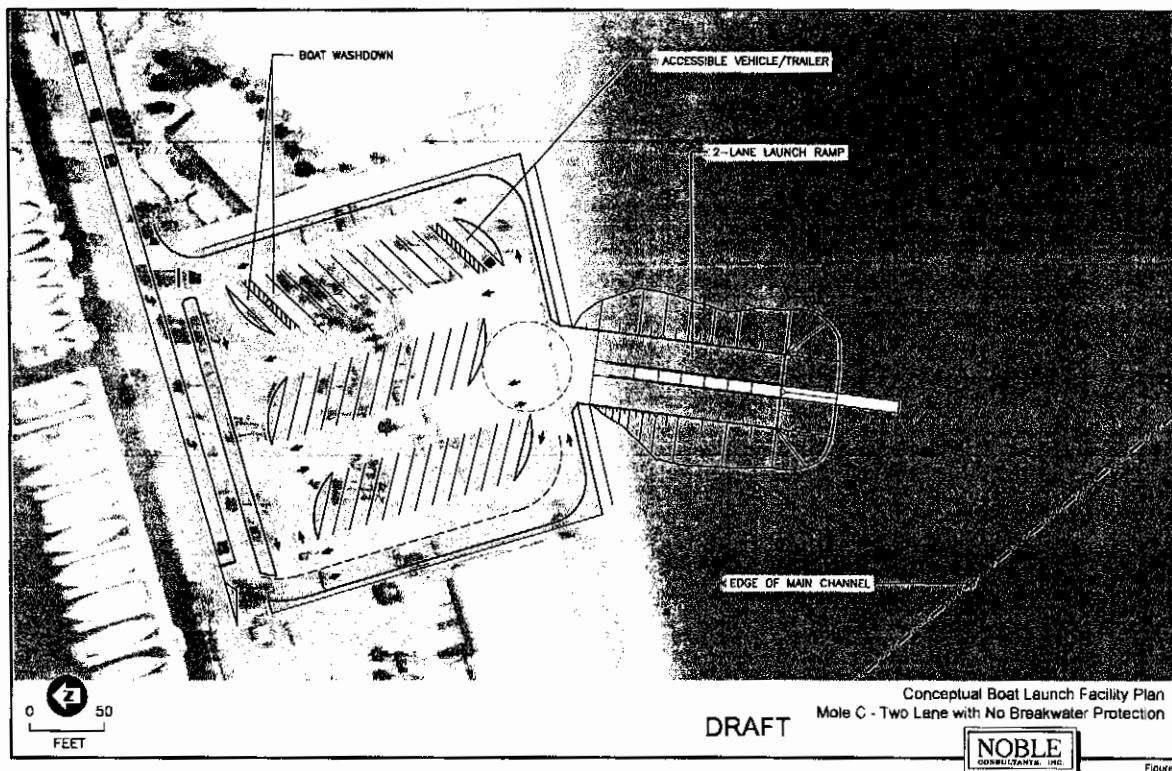 BOAT WASHDOWN
ACCESSIBLE VEHICLE/TRAILER
2-LANE LAUNCH RAMP
EDGE OF MAIN CHANNEL
Z
0 50
FEET
DRAFT
Conceptual Boat Launch Facility Plan
Mole C - Two Lane with No Breakwater Protection
NOBLE
CONSULTANTS, INC.
Figure